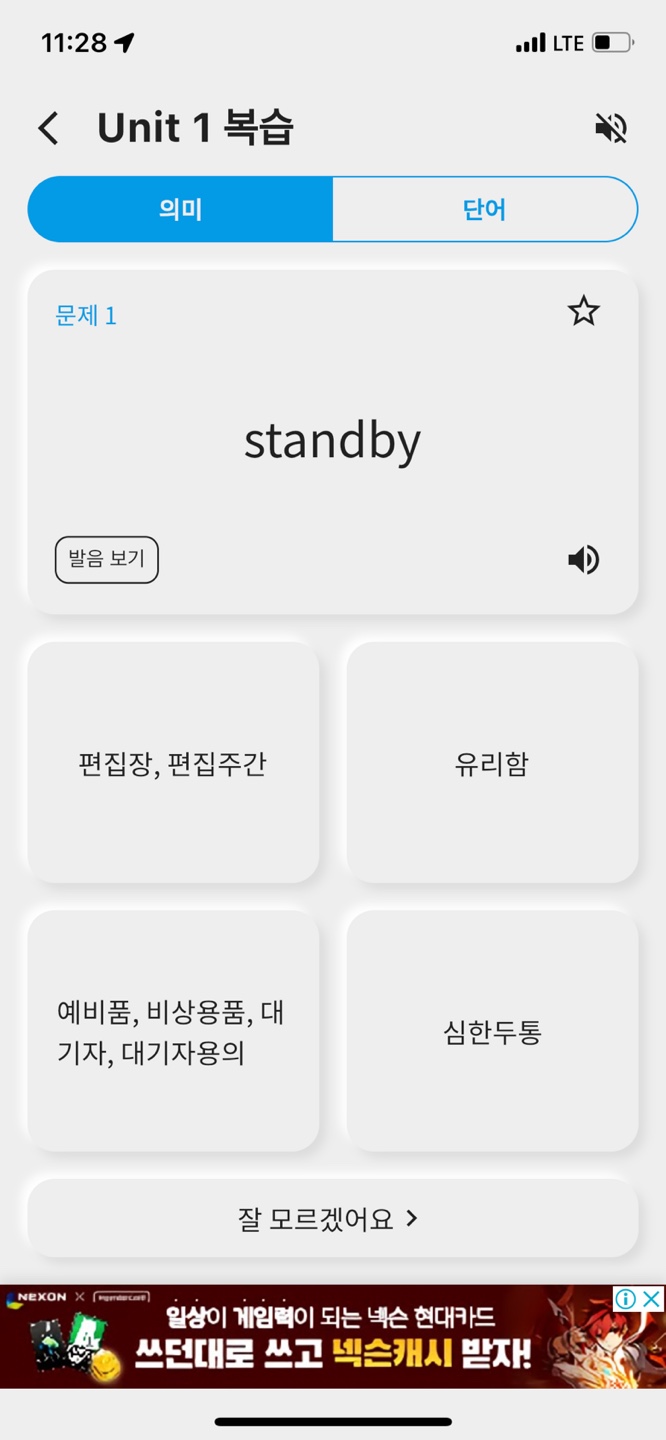 11:28
LTE
Unit 1 복습
의미
단어
문제 1
standby
발음 보기
편집장, 편집주간
유리함
예비품, 비상용품, 대
기자, 대기자용의
심한두통
잘 모르겠어요
NEXON X
일상이 게임력이 되는 넥슨 현대카드
쓰던대로 쓰고 넥슨캐시 받자!